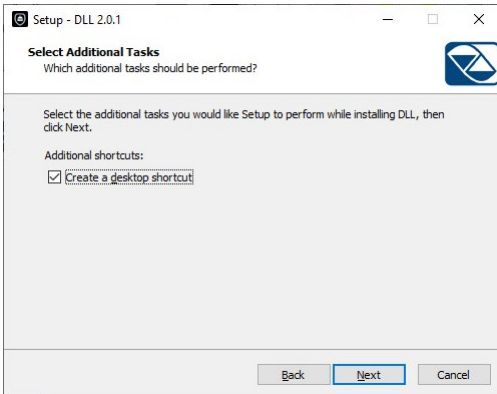 Setup - DLL 2.0.1
Select Additional Tasks
Which additional tasks should be performed?
Select the additional tasks you would like Setup to perform while installing DLL, then
click Next.
Additional shortcuts:
Create a desktop shortcut
Back Next Cancel